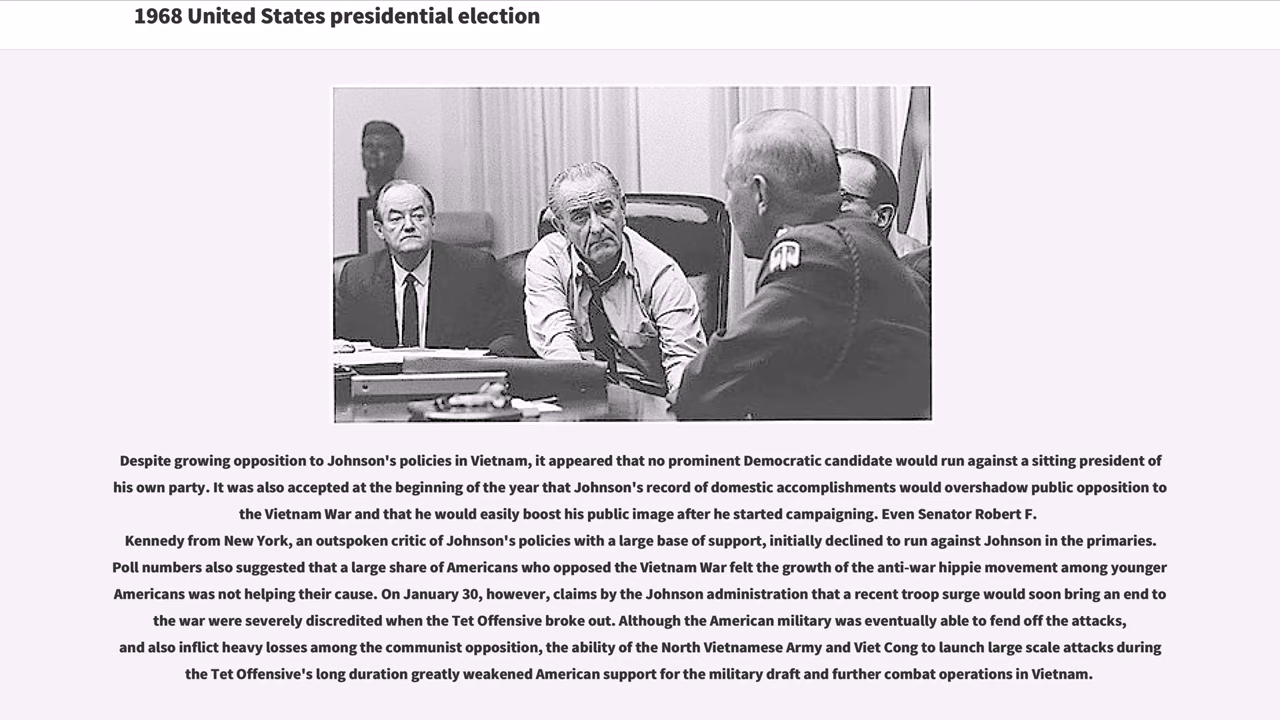 1968 United States presidential election
Despite growing opposition to Johnson's policies in Vietnam, it appeared that no prominent Democratic candidate would run against a sitting president of
his own party. It was also accepted at the beginning of the year that Johnson's record of domestic accomplishments would overshadow public opposition to
the Vietnam War and that he would easily boost his public image after he started campaigning. Even Senator Robert F.
Kennedy from New York, an outspoken critic of Johnson's policies with a large base of support, initially declined to run against Johnson in the primaries.
Poll numbers also suggested that a large share of Americans who opposed the Vietnam War felt the growth of the anti-war hippie movement among younger
Americans was not helping their cause. On January 30, however, claims by the Johnson administration that a recent troop surge would soon bring an end to
the war were severely discredited when the Tet Offensive broke out. Although the American military was eventually able to fend off the attacks,
and also inflict heavy losses among the communist opposition, the ability of the North Vietnamese Army and Viet Cong to launch large scale attacks during
the Tet Offensive's long duration greatly weakened American support for the military draft and further combat operations in Vietnam.